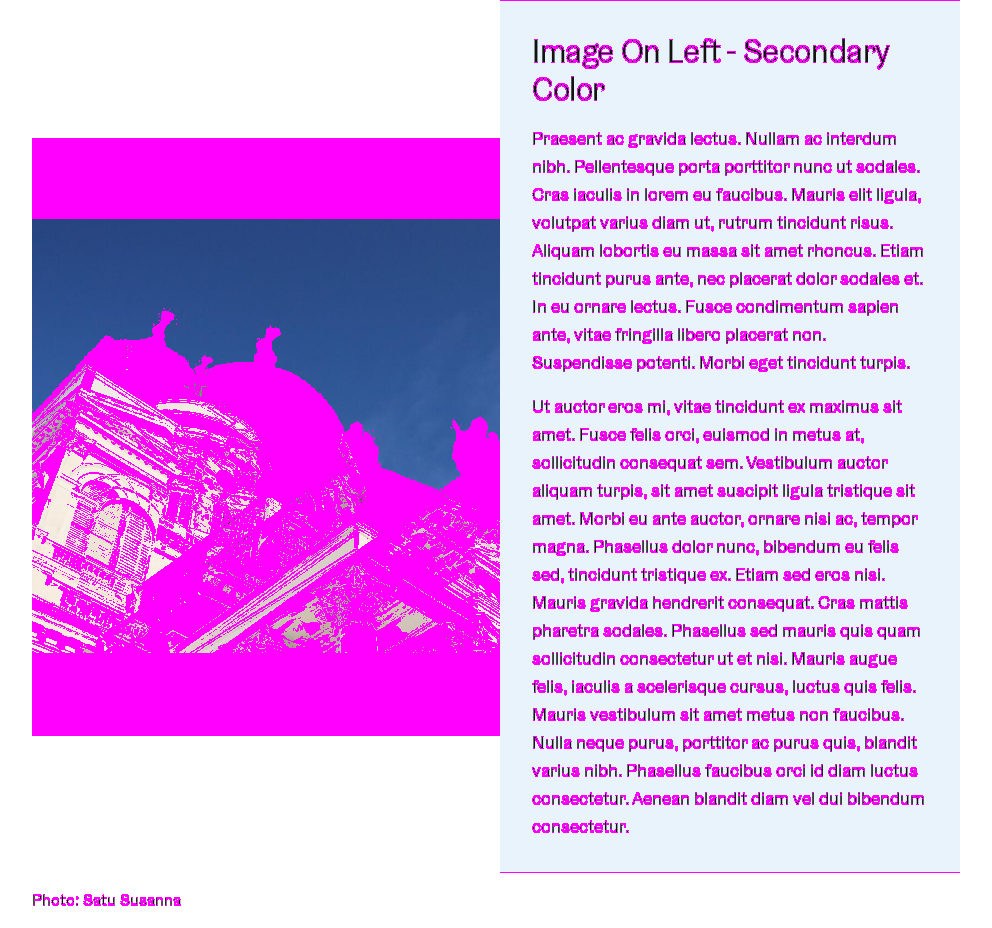 Image On Left - Secondary
Color
Praesent ac gravida lectus. Nullam ac interdum
nibh. Pellentesque porta porttitor nunc ut sodales.
Cras iaculis in lorem eu faucibus. Mauris elit ligula,
volutpat varius diam ut, rutrum tincidunt risus.
Aliquam lobortis eu massa sit amet rhoncus. Etiam
tincidunt purus ante, nec placerat dolor sodales et.
In eu ornare lectus. Fusce condimentum sapien
ante, vitae fringilla libero placerat non.
Suspendisse potenti. Morbi eget tincidunt turpis.
Ut auctor eros mi, vitae tincidunt ex maximus sit
amet. Fusce felis orci, euismod in metus at,
sollicitudin consequat sem. Vestibulum auctor
aliquam turpis, sit amet suscipit ligula tristique sit
amet. Morbi eu ante auctor, ornare nisi ac, tempor
magna. Phasellus dolor nunc, bibendum eu felis
sed, tincidunt tristique ex. Etiam sed eros nisi.
Mauris gravida hendrerit consequat. Cras mattis
pharetra sodales. Phasellus sed mauris quis quam
sollicitudin consectetur ut et nisi. Mauris augue
felis, iaculis a scelerisque cursus, luctus quis felis.
Mauris vestibulum sit amet metus non faucibus.
Nulla neque purus, porttitor ac purus quis, blandit
varius nibh. Phasellus faucibus orci id diam luctus
consectetur. Aenean blandit diam vel dui bibendum
consectetur.
Photo: Satu Susanna